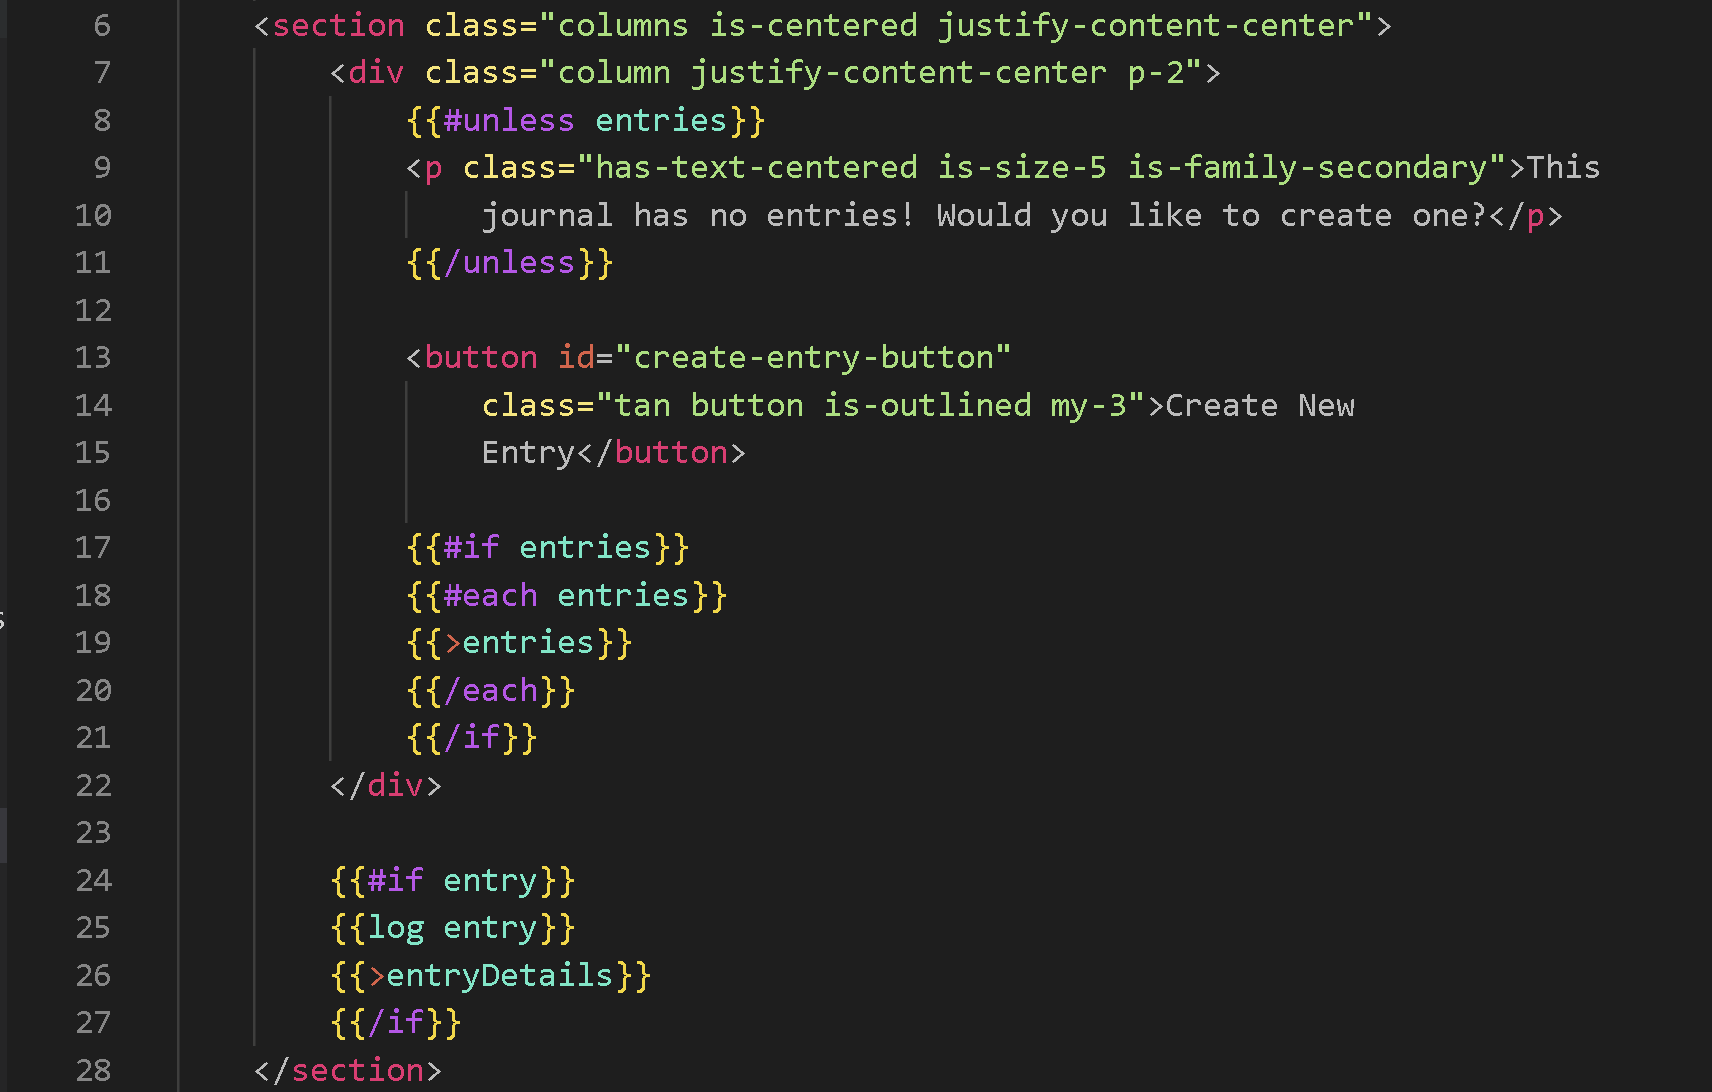 6 <section class="columns is-centered justify-content-center">
7 <div class="column justify-content-center p-2">
8 {{#unless entries}}
9 <p class="has-text-centered is-size-5 is-family-secondary">This
10 journal has no entries! Would you like to create one?</p>
11 {{/unless}}
12
13 <button id="create-entry-button"
14 class="tan button is-outlined my-3">Create New
15 Entry</button>
16
17 {{#if entries}}
18 {{#each entries}}
19 {{>entries}}
20 {{/each}}
21 {{/if}}
22 </div>
23
24 {{#if entry}}
25 {{log entry}}
26 {{>entryDetails}}
27 {{/if}}
28 </section>